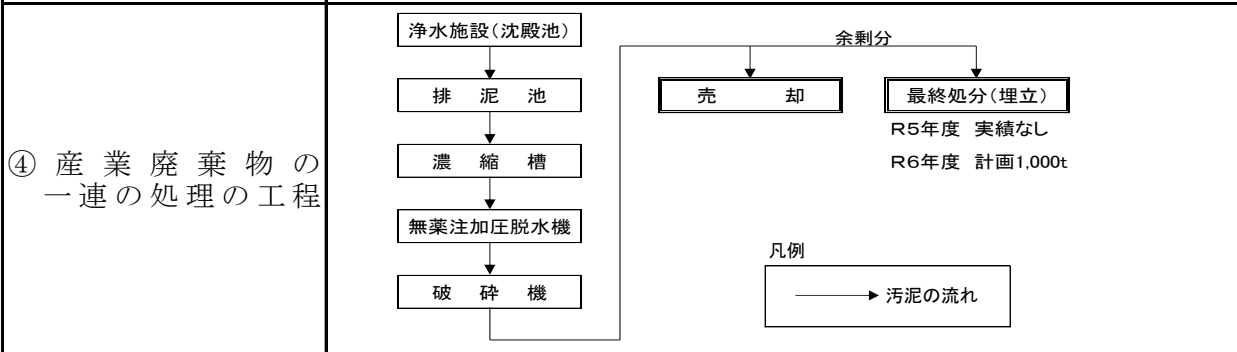 ④ 産業廃棄物の
一連の処理の工程
浄水施設（沈殿池）
排泥池
濃縮槽
無薬注加圧脱水機
破砕機
余剰分
売却
最終処分（埋立）
R5年度 実績なし
R6年度 計画1,000t
凡例
汚泥の流れ